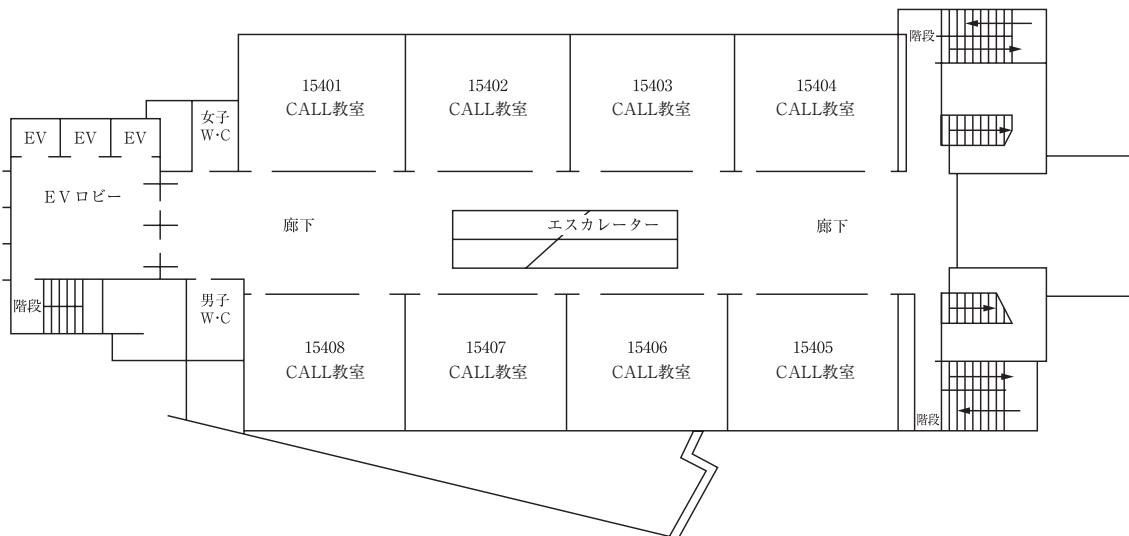 階段
15401
CALL教室
15402
CALL教室
15403
CALL教室
15404
CALL教室
女子
W·C
EV
EV
EV
EVロビー
廊下
エスカレーター
廊下
階段
男子
W·C
15408
CALL教室
15407
CALL教室
15406
CALL教室
15405
CALL教室
階段